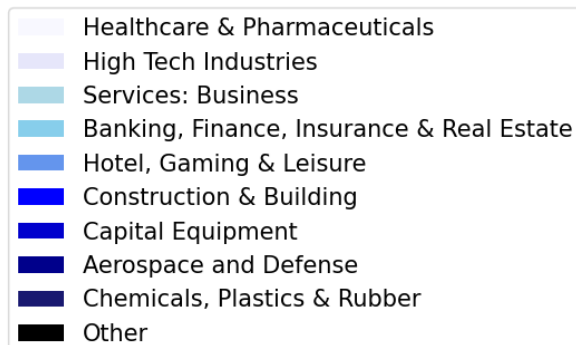 Healthcare & Pharmaceuticals
High Tech Industries
Services: Business
Banking, Finance, Insurance & Real Estate
Hotel, Gaming & Leisure
Construction & Building
Capital Equipment
Aerospace and Defense
Chemicals, Plastics & Rubber
Other